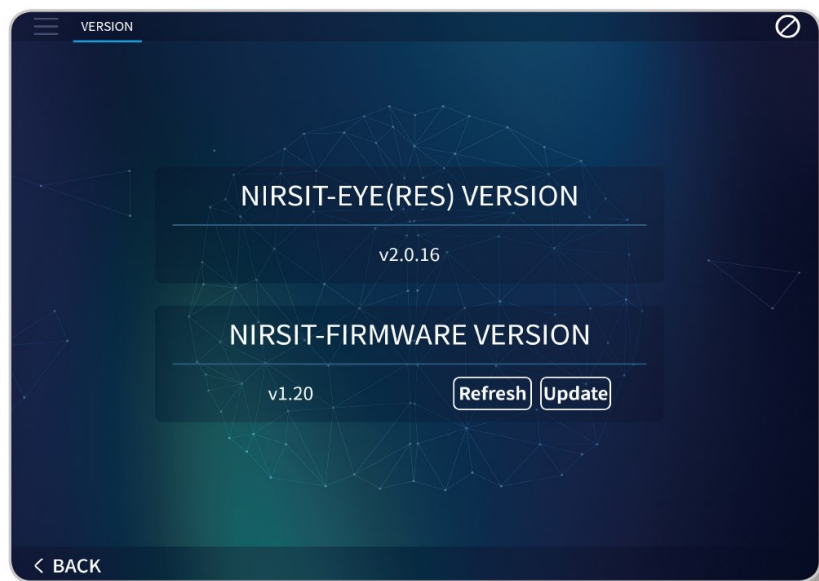 VERSION
NIRSIT-EYE(RES) VERSION
v2.0.16
NIRSIT-FIRMWARE VERSION
v1.20 Refresh Update
< BACK